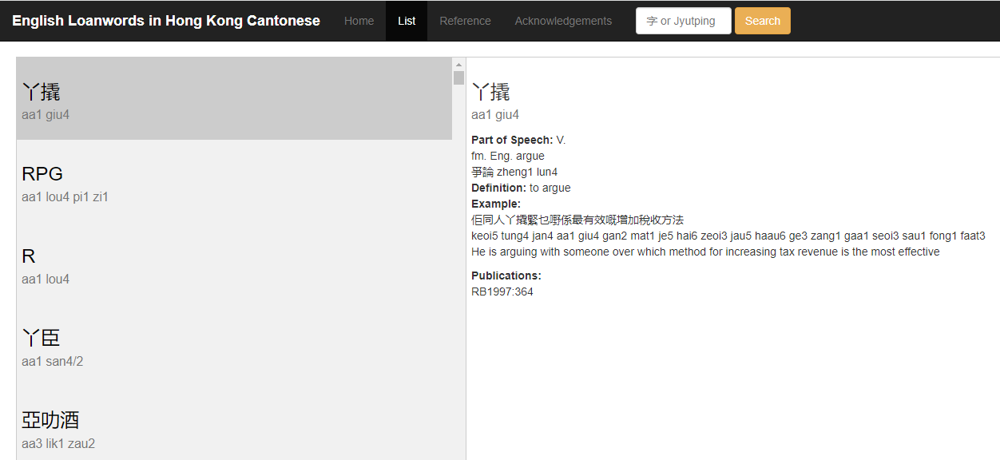 English Loanwords in Hong Kong Cantonese Home List Reference Acknowledgements 字 or Jyutping Search
丫撬
aa1 giu4
RPG
aa1 lou4 pi1 zi1
R
aa1 lou4
丫臣
aa1 san4/2
亞叻酒
aa3 lik1 zau2
丫撬
aa1 giu4
Part of Speech: V.
fm. Eng. argue
爭論 zheng1 lun4
Definition: to argue
Example:
佢同人丫撬緊乜嘢係最有效嘅增加稅收方法
keoi5 tung4 jan4 aa1 giu4 gan2 mat1 je5 hai6 zeoi3 jau5 haau6 ge3 zang1 gaa1 seoi3 sau1 fong1 faat3
He is arguing with someone over which method for increasing tax revenue is the most effective
Publications:
RB1997:364